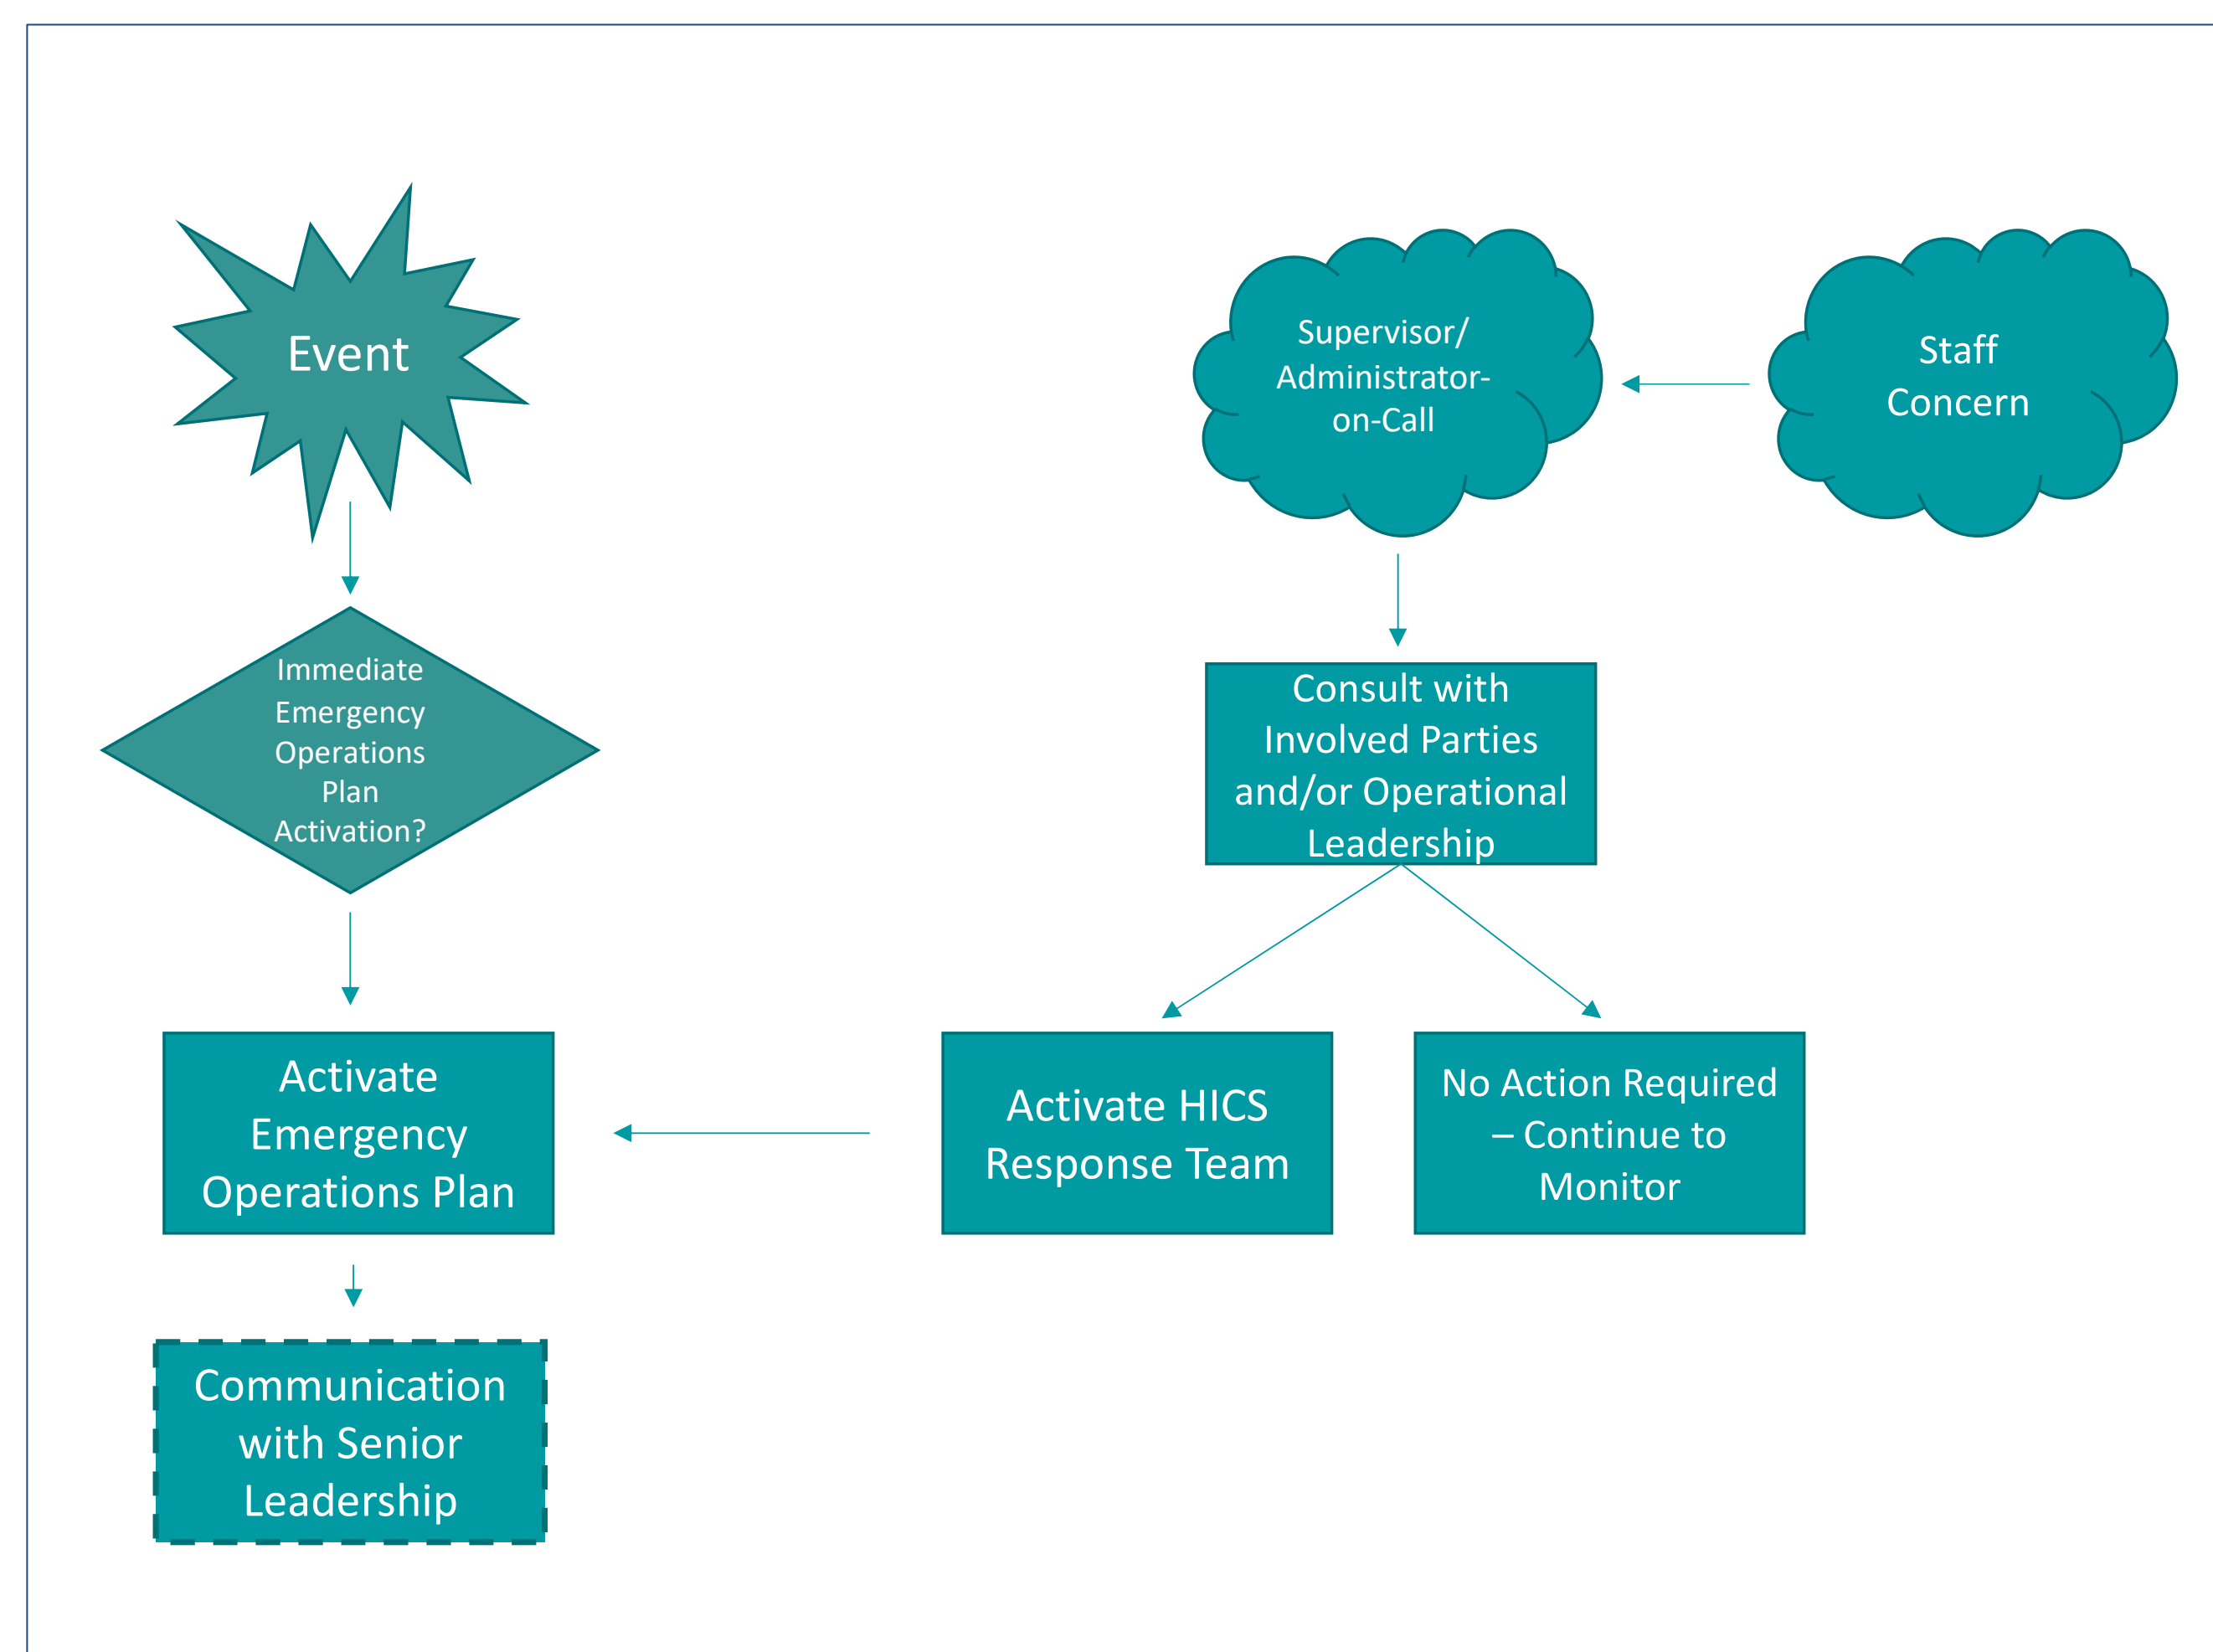 Event
Supervisor/
Administrator-
on-Call
Staff
Concern
Immediate
Emergency
Operations
Plan
Activation?
Consult with
Involved Parties
and/or Operational
Leadership
Activate
Emergency
Operations Plan
Activate HICS
Response Team
No Action Required
– Continue to
Monitor
Communication
with Senior
Leadership